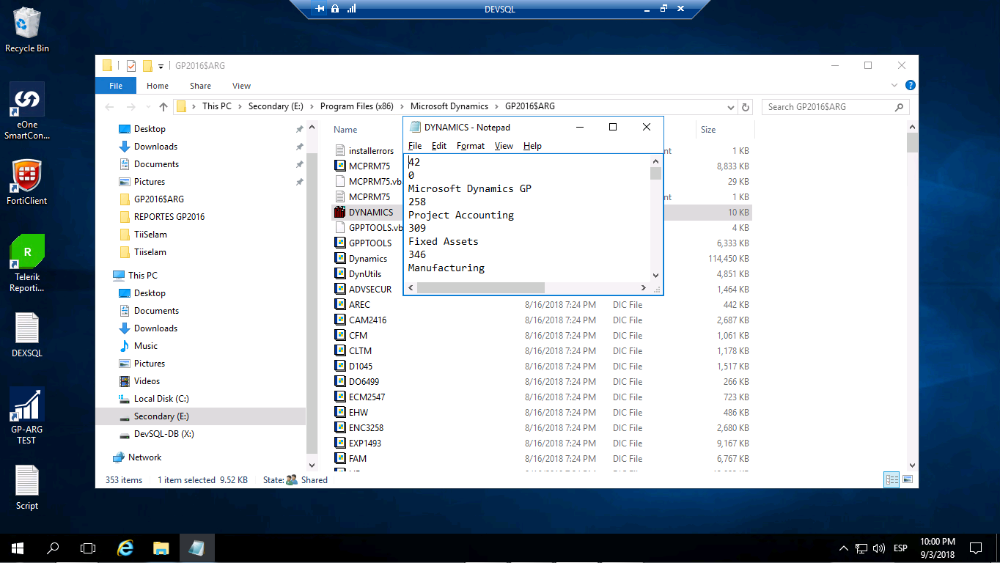 DEVSQL
Recycle Bin
eOne
SmartCon...
FortiClient
R
Telerik
Reporti...
DEXSQL
GP-ARG
TEST
Script
GP2016$ARG
File Home Share View
This PC > Secondary (E:) > Program Files (x86) > Microsoft Dynamics > GP2016$ARG
Search GP2016$ARG
Desktop
Downloads
Documents
Pictures
GP2016$ARG
REPORTES GP2016
TiiSelam
Tiiselam
This PC
Desktop
Documents
Downloads
Music
Pictures
Videos
Local Disk (C:)
Secondary (E:)
DevSQL-DB (X:)
Network
Name Size
installerrors 1 KB
MCPRM75 8,833 KB
MCPRM75.vb 29 KB
MCPRM75 1 KB
DYNAMICS 10 KB
GPPTOOLS.vb 4 KB
GPPTOOLS 6,333 KB
Dynamics 114,450 KB
DynUtils 4,851 KB
ADVSECUR 1,464 KB
AREC 8/16/2018 7:24 PM DIC File 442 KB
CAM2416 8/16/2018 7:24 PM DIC File 2,687 KB
CFM 8/16/2018 7:24 PM DIC File 1,061 KB
CLTM 8/16/2018 7:24 PM DIC File 1,178 KB
D1045 8/16/2018 7:24 PM DIC File 1,517 KB
DO6499 8/16/2018 7:24 PM DIC File 266 KB
ECM2547 8/16/2018 7:24 PM DIC File 723 KB
EHW 8/16/2018 7:24 PM DIC File 486 KB
ENC3258 8/16/2018 7:24 PM DIC File 2,680 KB
EXP1493 8/16/2018 7:24 PM DIC File 9,167 KB
FAM 8/16/2018 7:24 PM DIC File 6,767 KB
DYNAMICS - Notepad
File Edit Format View Help
42
0
Microsoft Dynamics GP
258
Project Accounting
309
Fixed Assets
346
Manufacturing
353 items 1 item selected 9.52 KB State: Shared
ESP
10:00 PM
9/3/2018